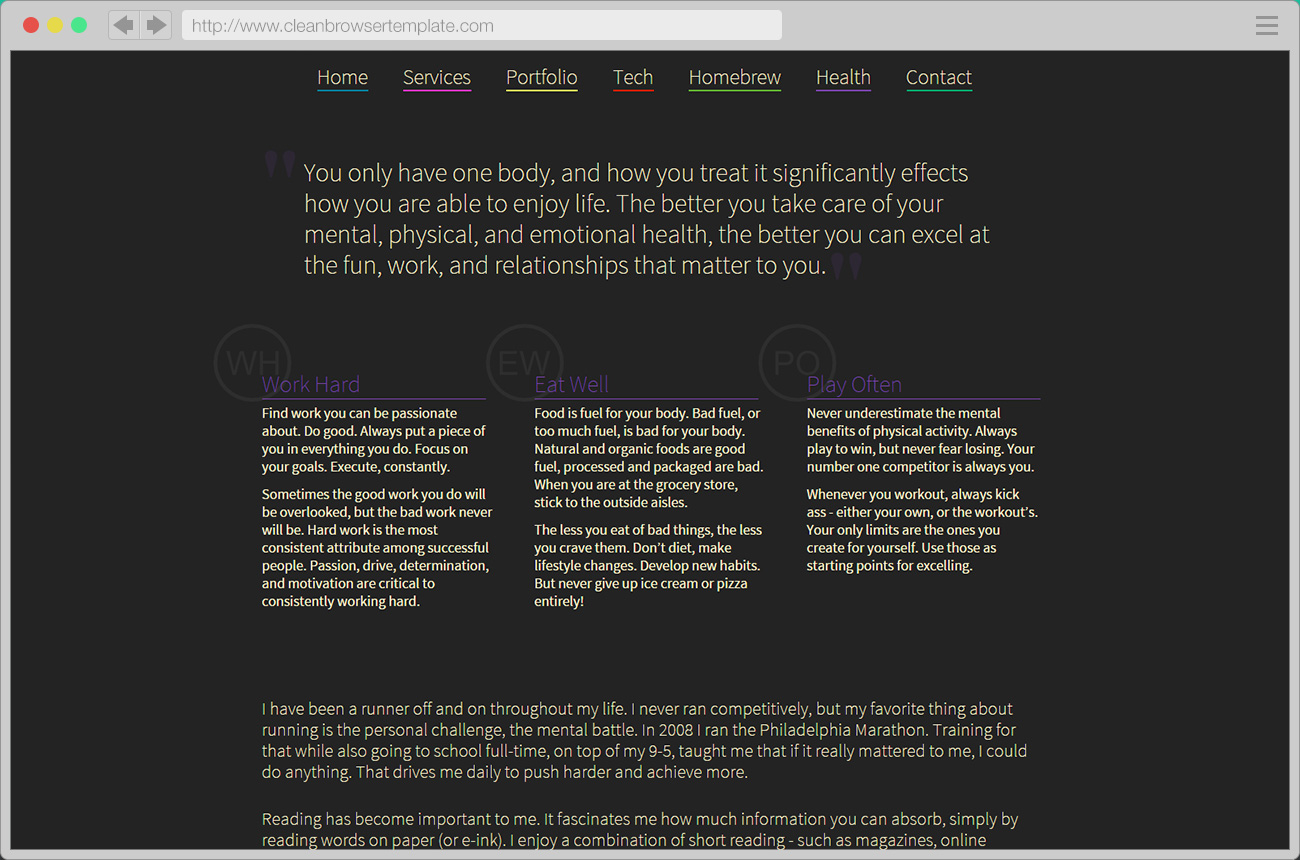 http://www.cleanbrowsertemplate.com
Home Services Portfolio Tech Homebrew Health Contact
"You only have one body, and how you treat it significantly effects
how you are able to enjoy life. The better you take care of your
mental, physical, and emotional health, the better you can excel at
the fun, work, and relationships that matter to you."
WH
Work Hard
Find work you can be passionate
about. Do good. Always put a piece of
you in everything you do. Focus on
your goals. Execute, constantly.
Sometimes the good work you do will
be overlooked, but the bad work never
will be. Hard work is the most
consistent attribute among successful
people. Passion, drive, determination,
and motivation are critical to
consistently working hard.
EW
Eat Well
Food is fuel for your body. Bad fuel, or
too much fuel, is bad for your body.
Natural and organic foods are good
fuel, processed and packaged are bad.
When you are at the grocery store,
stick to the outside aisles.
The less you eat of bad things, the less
you crave them. Don’t diet, make
lifestyle changes. Develop new habits.
But never give up ice cream or pizza
entirely!
PO
Play Often
Never underestimate the mental
benefits of physical activity. Always
play to win, but never fear losing. Your
number one competitor is always you.
Whenever you workout, always kick
ass - either your own, or the workout’s.
Your only limits are the ones you
create for yourself. Use those as
starting points for excelling.
I have been a runner off and on throughout my life. I never ran competitively, but my favorite thing about
running is the personal challenge, the mental battle. In 2008 I ran the Philadelphia Marathon. Training for
that while also going to school full-time, on top of my 9-5, taught me that if it really mattered to me, I could
do anything. That drives me daily to push harder and achieve more.
Reading has become important to me. It fascinates me how much information you can absorb, simply by
reading words on paper (or e-ink). I enjoy a combination of short reading - such as magazines, online